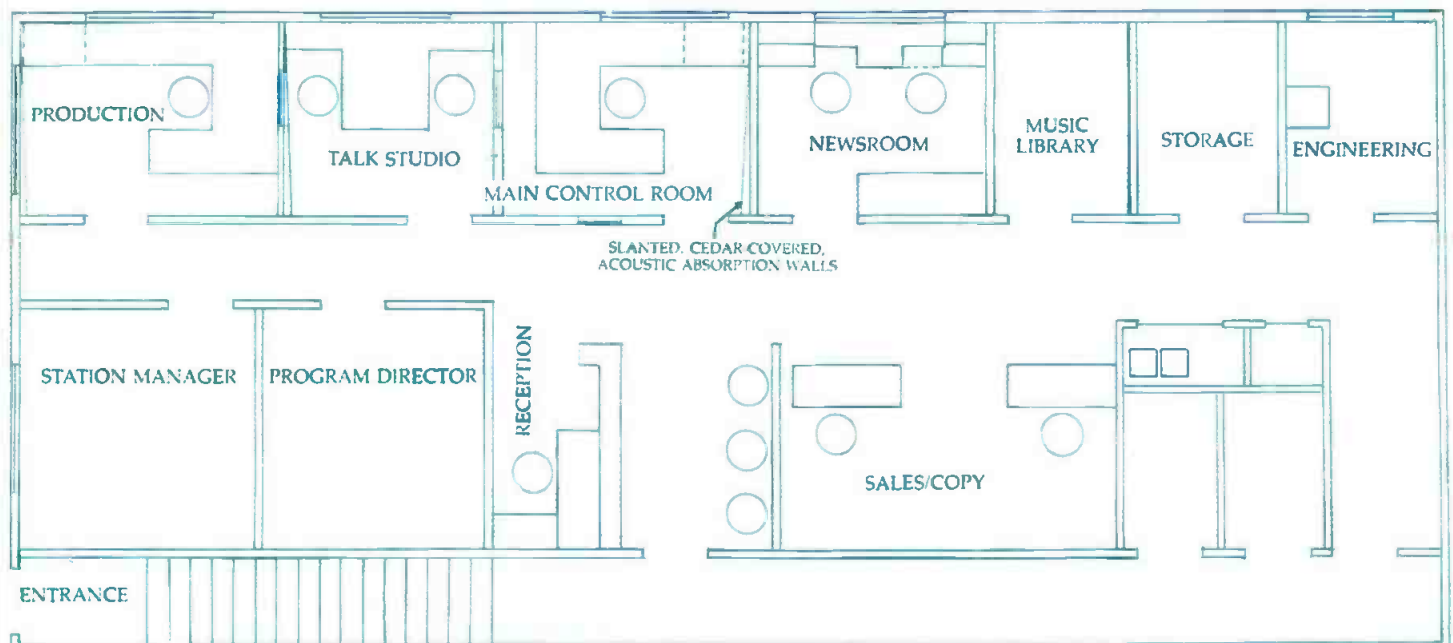 PRODUCTION
TALK STUDIO
MAIN CONTROL ROOM
NEWSROOM
MUSIC
LIBRARY
STORAGE
ENGINEERING
SLANTED, CEDAR-COVERED,
ACOUSTIC ABSORPTION WALLS
STATION MANAGER
PROGRAM DIRECTOR
RECEPTION
SALES/COPY
ENTRANCE